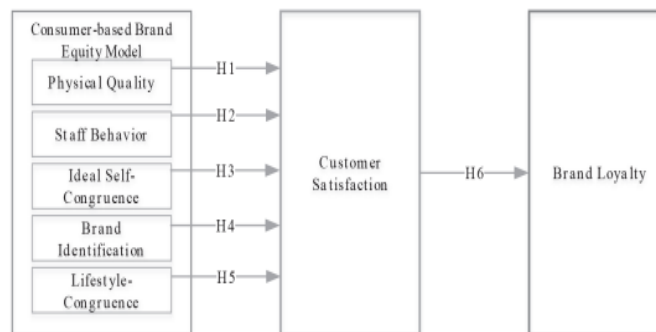 Consumer-based Brand
Equity Model
Physical Quality
Staff Behavior
Ideal Self-
Congruence
Brand
Identification
Lifestyle-
Congruence
H1
H2
H3
H4
H5
Customer
Satisfaction
H6
Brand Loyalty